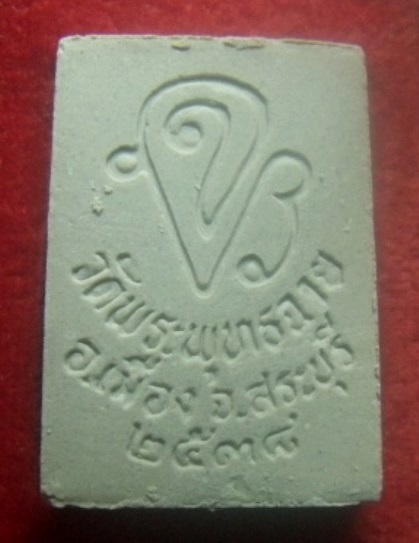 วัดพระพุทธฉาย
อ.เมือง จ.สระบุรี
๒๕๓๘